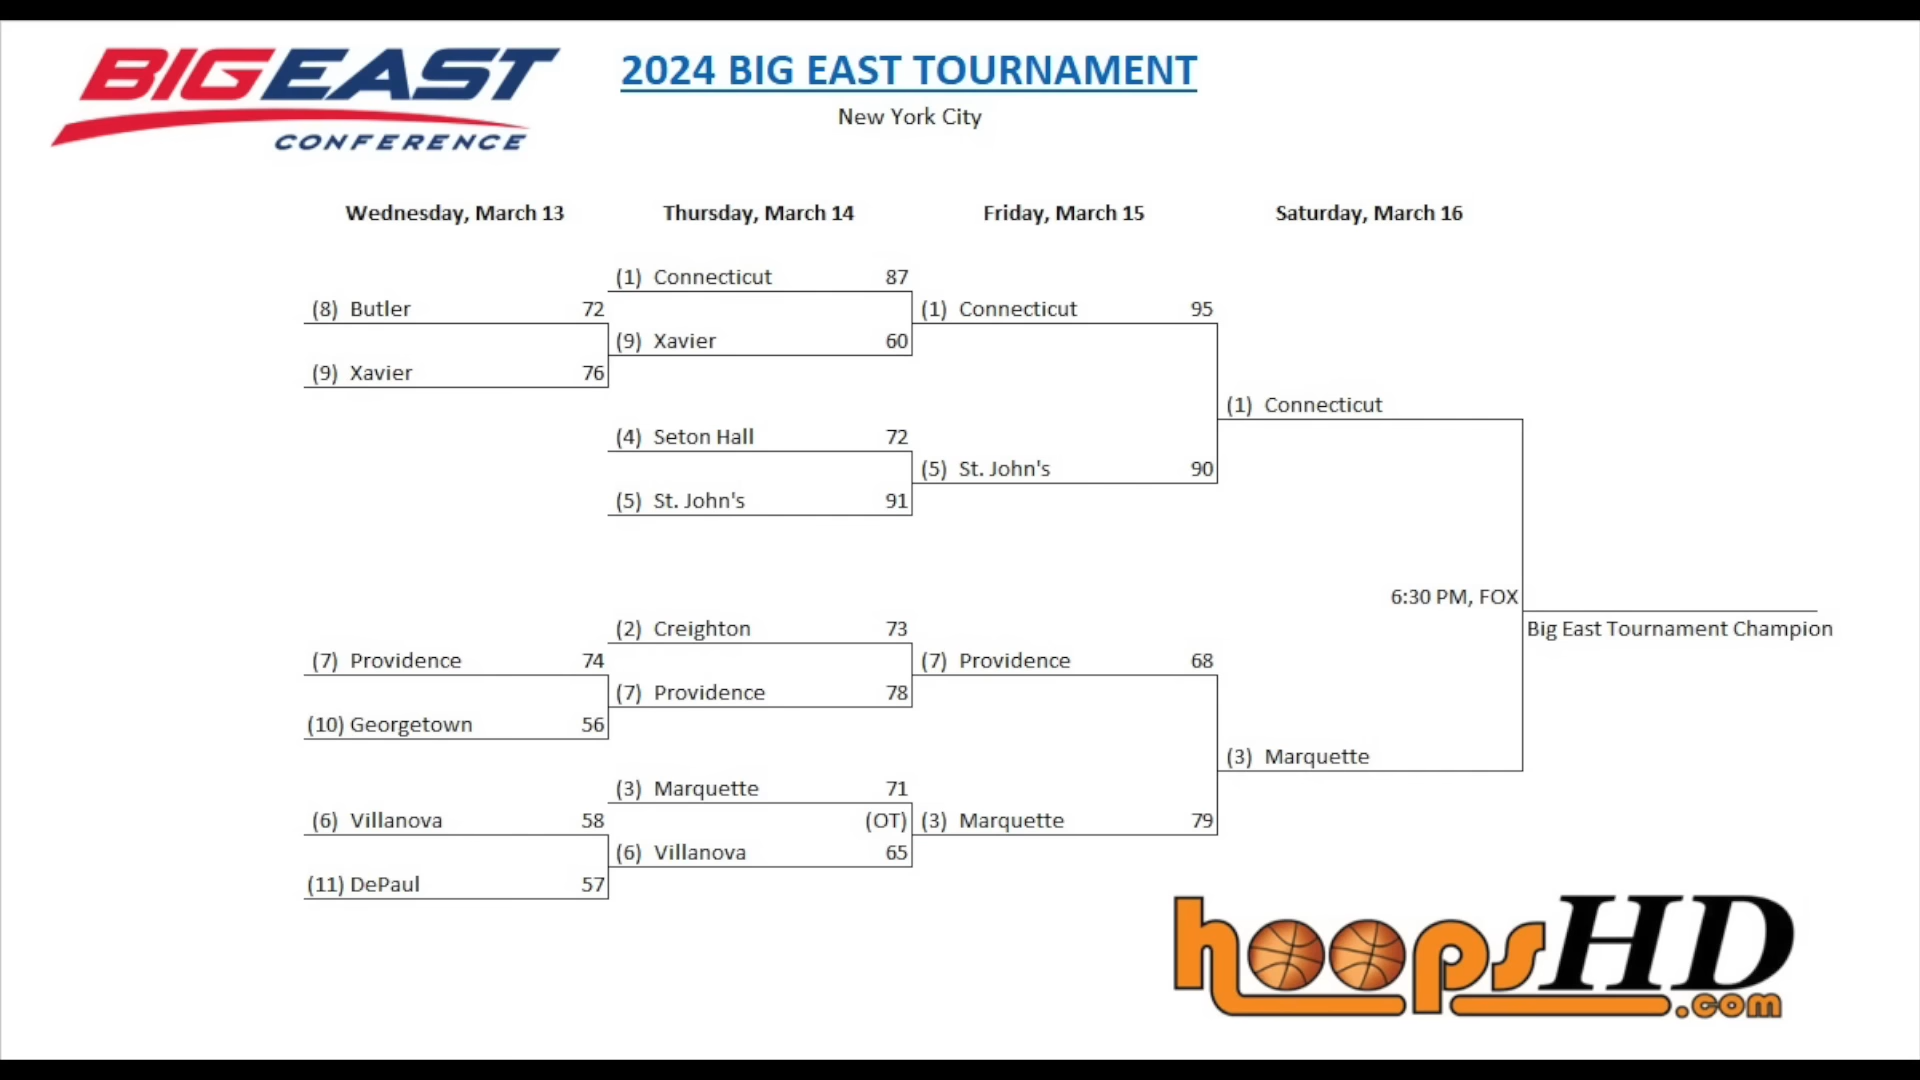 BIGEAST
CONFERENCE
2024 BIG EAST TOURNAMENT
New York City
Wednesday, March 13 Thursday, March 14 Friday, March 15 Saturday, March 16
(1) Connecticut 87
(8) Butler 72 (1) Connecticut 95
(9) Xavier 60
(9) Xavier 76
(1) Connecticut
(4) Seton Hall 72
(5) St. John's 90
(5) St. John's 91
6:30 PM, FOX
(2) Creighton 73 Big East Tournament Champion
(7) Providence 74 (7) Providence 68
(7) Providence 78
(10) Georgetown 56
(3) Marquette
(3) Marquette 71
(6) Villanova 58 (OT) (3) Marquette 79
(6) Villanova 65
(11) DePaul 57
hoopsHD
.com